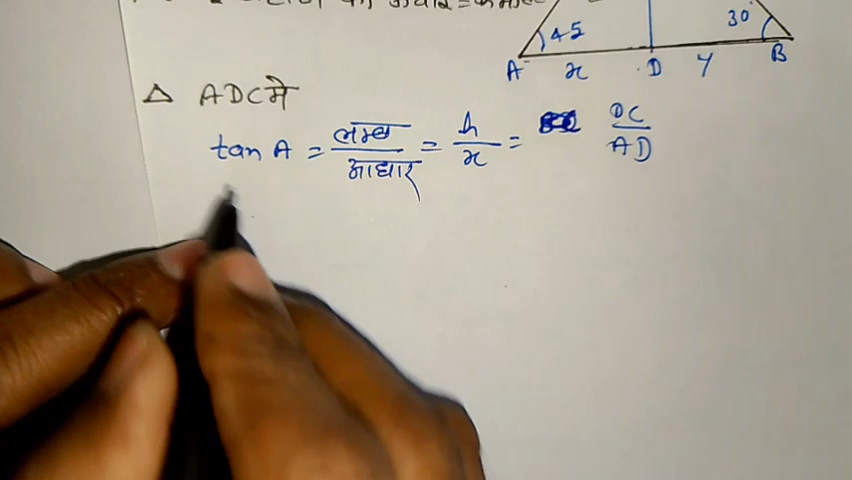 45
30°
A x D y B
△ ADC मे
tan A = लम्ब / आधार = h / x = DC / AD